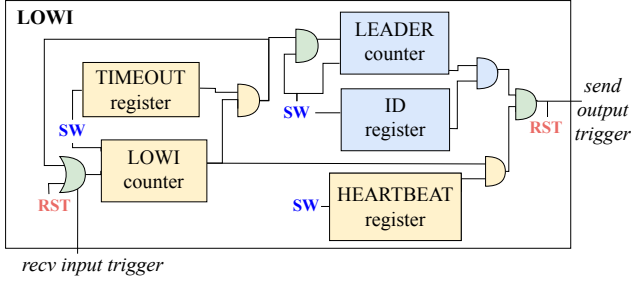 LOWI
LEADER
counter
TIMEOUT
register
SW
ID
register
send
output
trigger
RST
SW
LOWI
counter
RST
SW
HEARTBEAT
register
recv input trigger